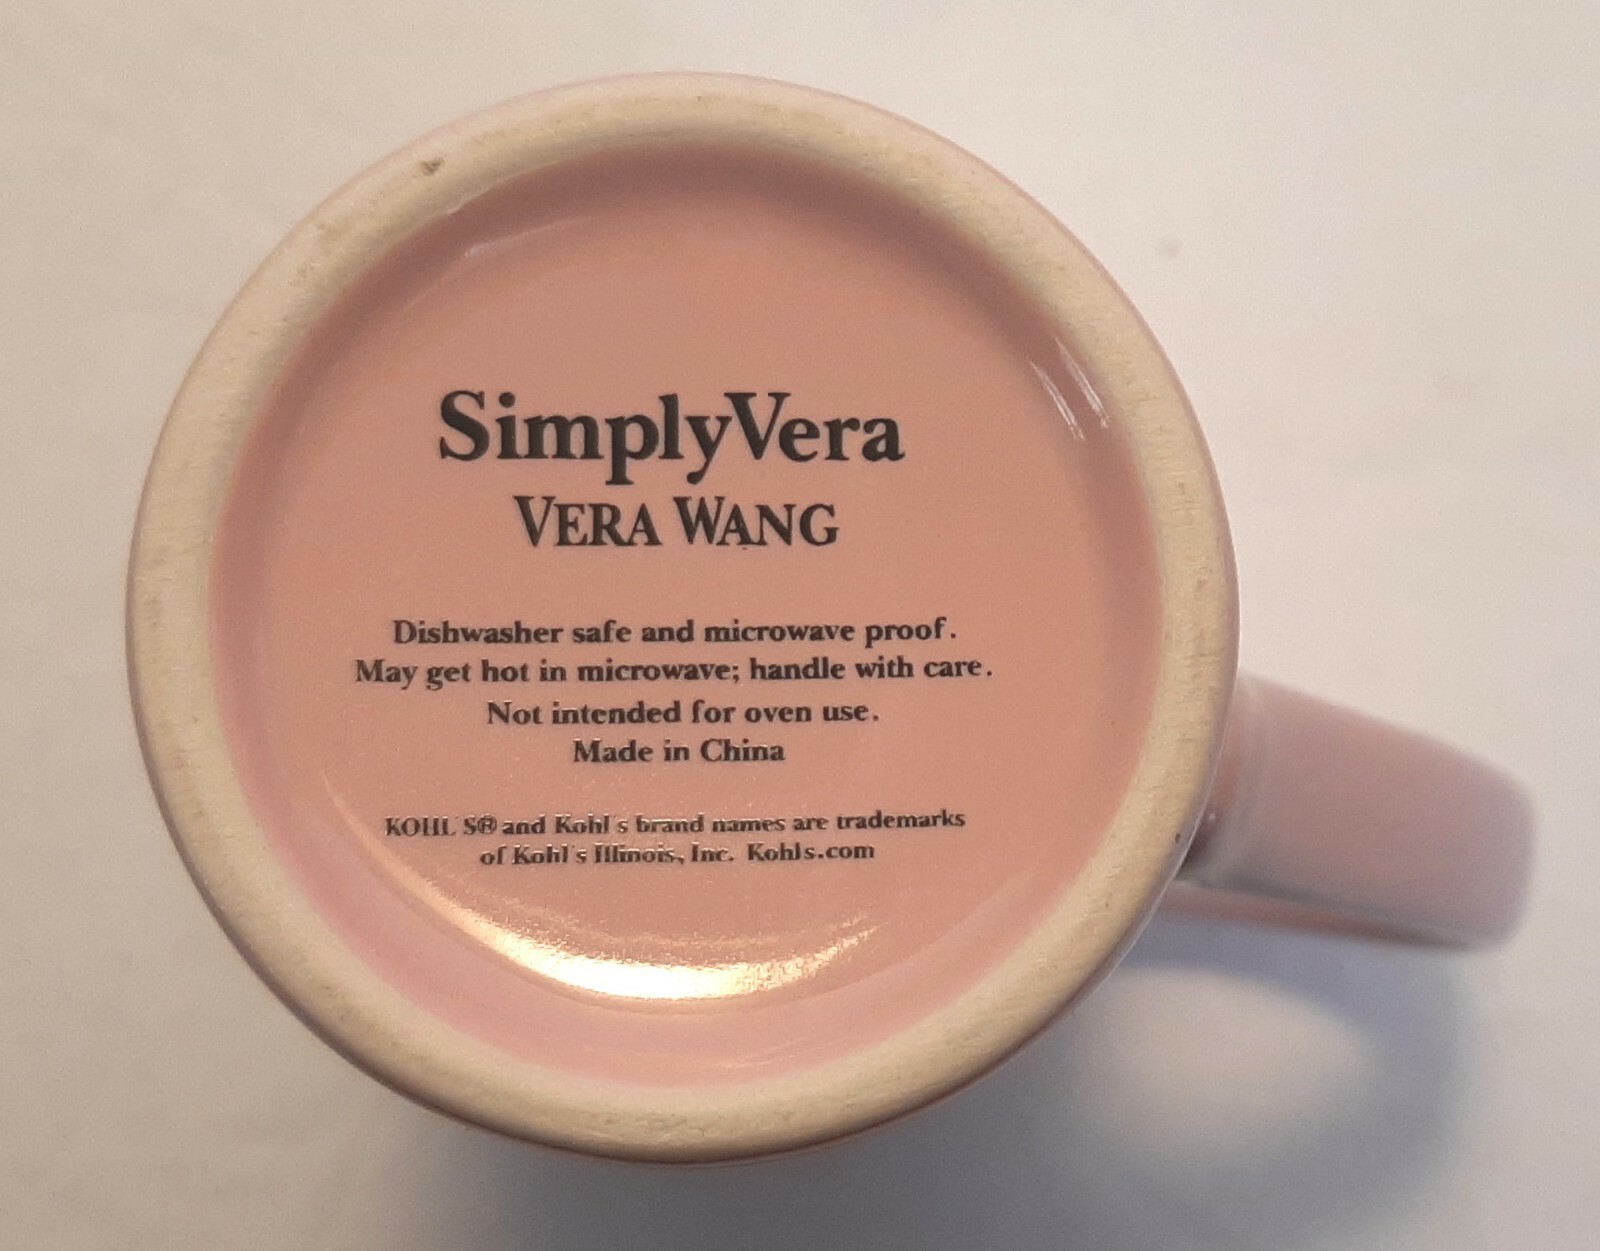 SimplyVera
VERA WANG
Dishwasher safe and microwave proof.
May get hot in microwave; handle with care.
Not intended for oven use.
Made in China
KOHL'S® and Kohl's brand names are trademarks
of Kohl's Illinois, Inc. Kohls.com